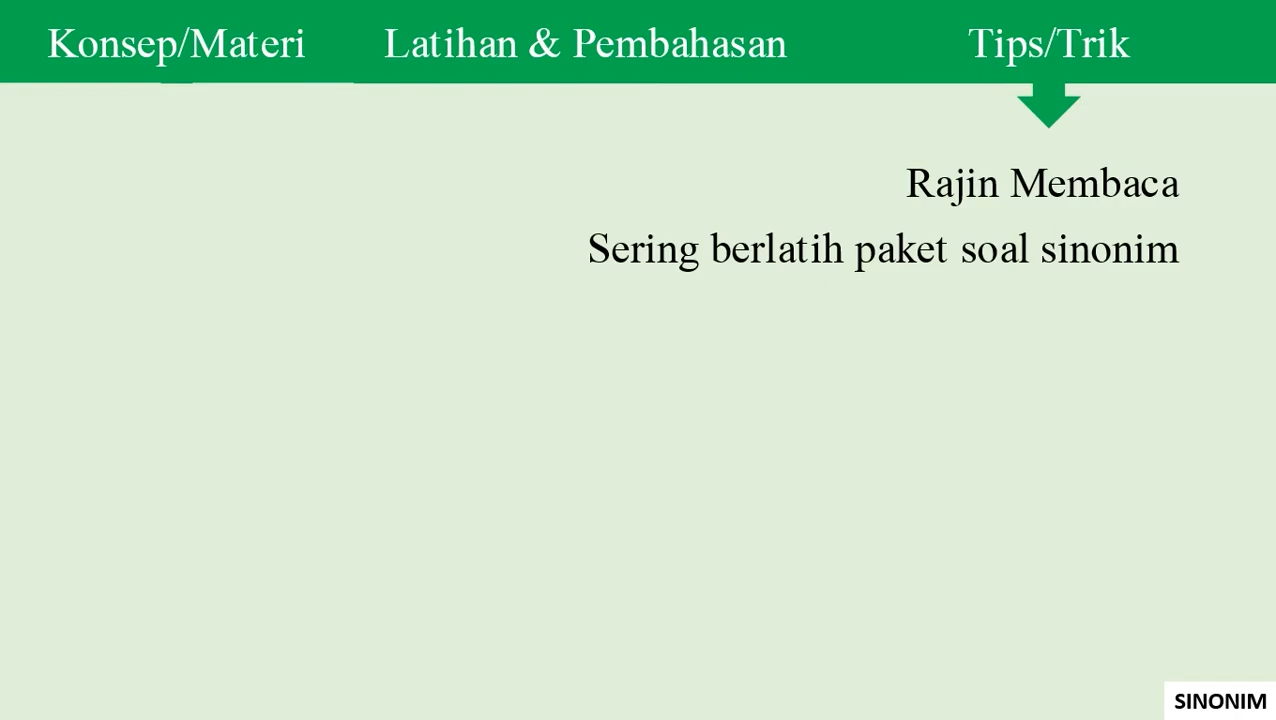 Konsep/Materi Latihan & Pembahasan Tips/Trik
Rajin Membaca
Sering berlatih paket soal sinonim
SINONIM